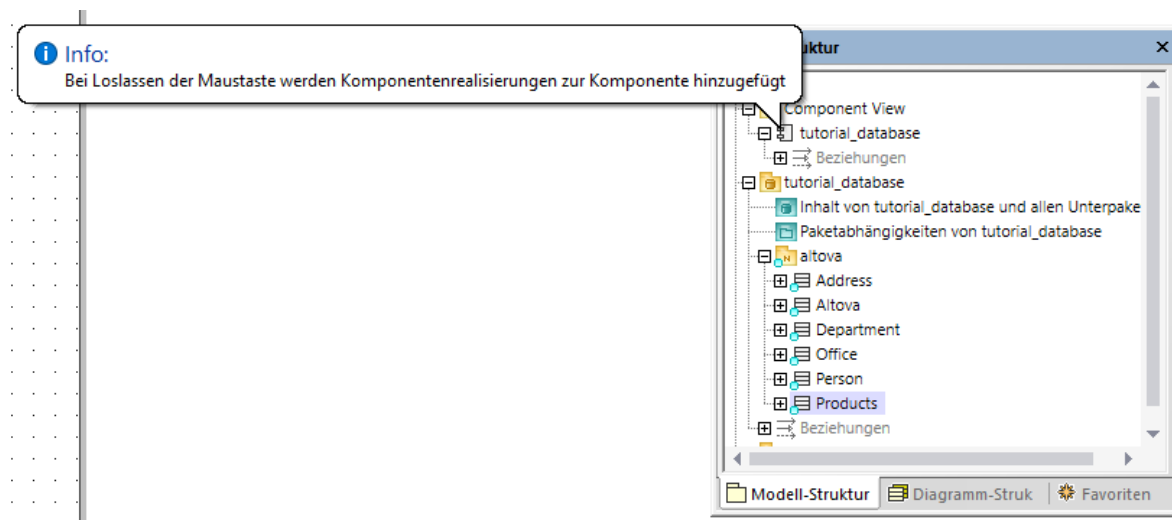 Info:
Bei Loslassen der Maustaste werden Komponentenrealisierungen zur Komponente hinzugefügt
uktur
Component View
tutorial_database
Beziehungen
tutorial_database
Inhalt von tutorial_database und allen Unterpake
Paketabhängigkeiten von tutorial_database
altova
Address
Altova
Department
Office
Person
Products
Beziehungen
Modell-Struktur Diagramm-Struk Favoriten